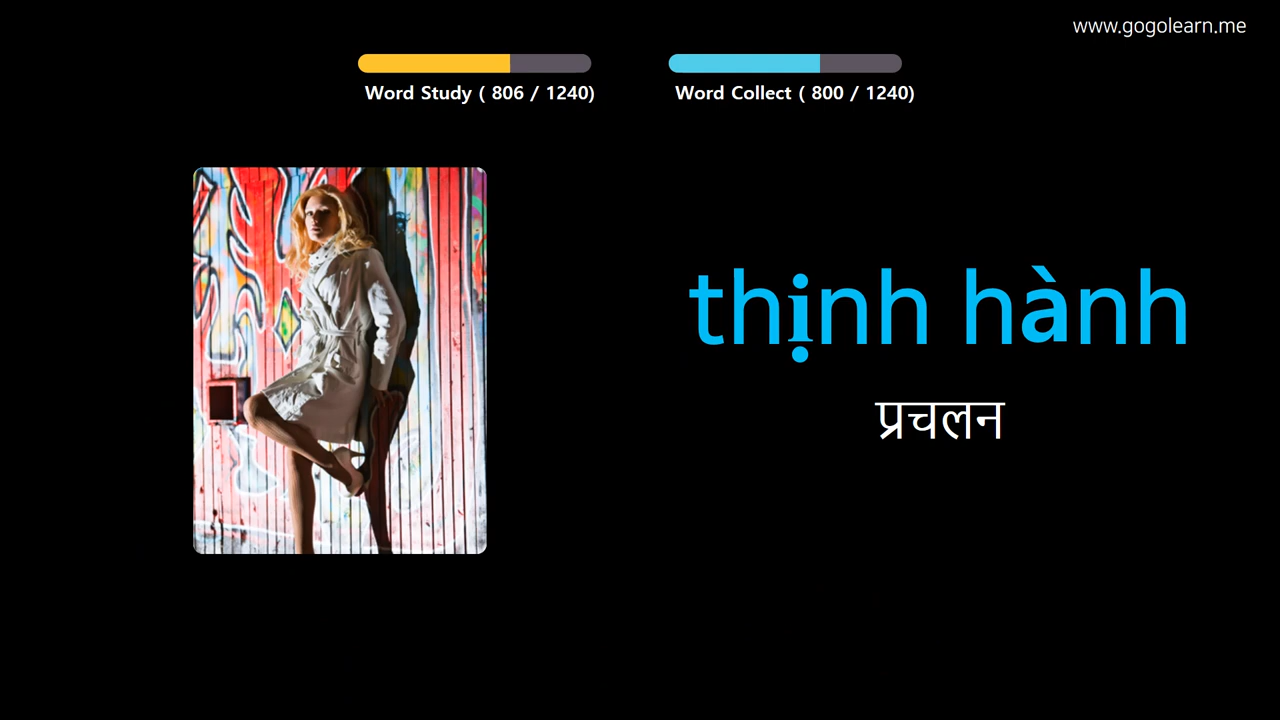 www.gogolearn.me
Word Study ( 806 / 1240)
Word Collect ( 800 / 1240)
thịnh hành
प्रचलन